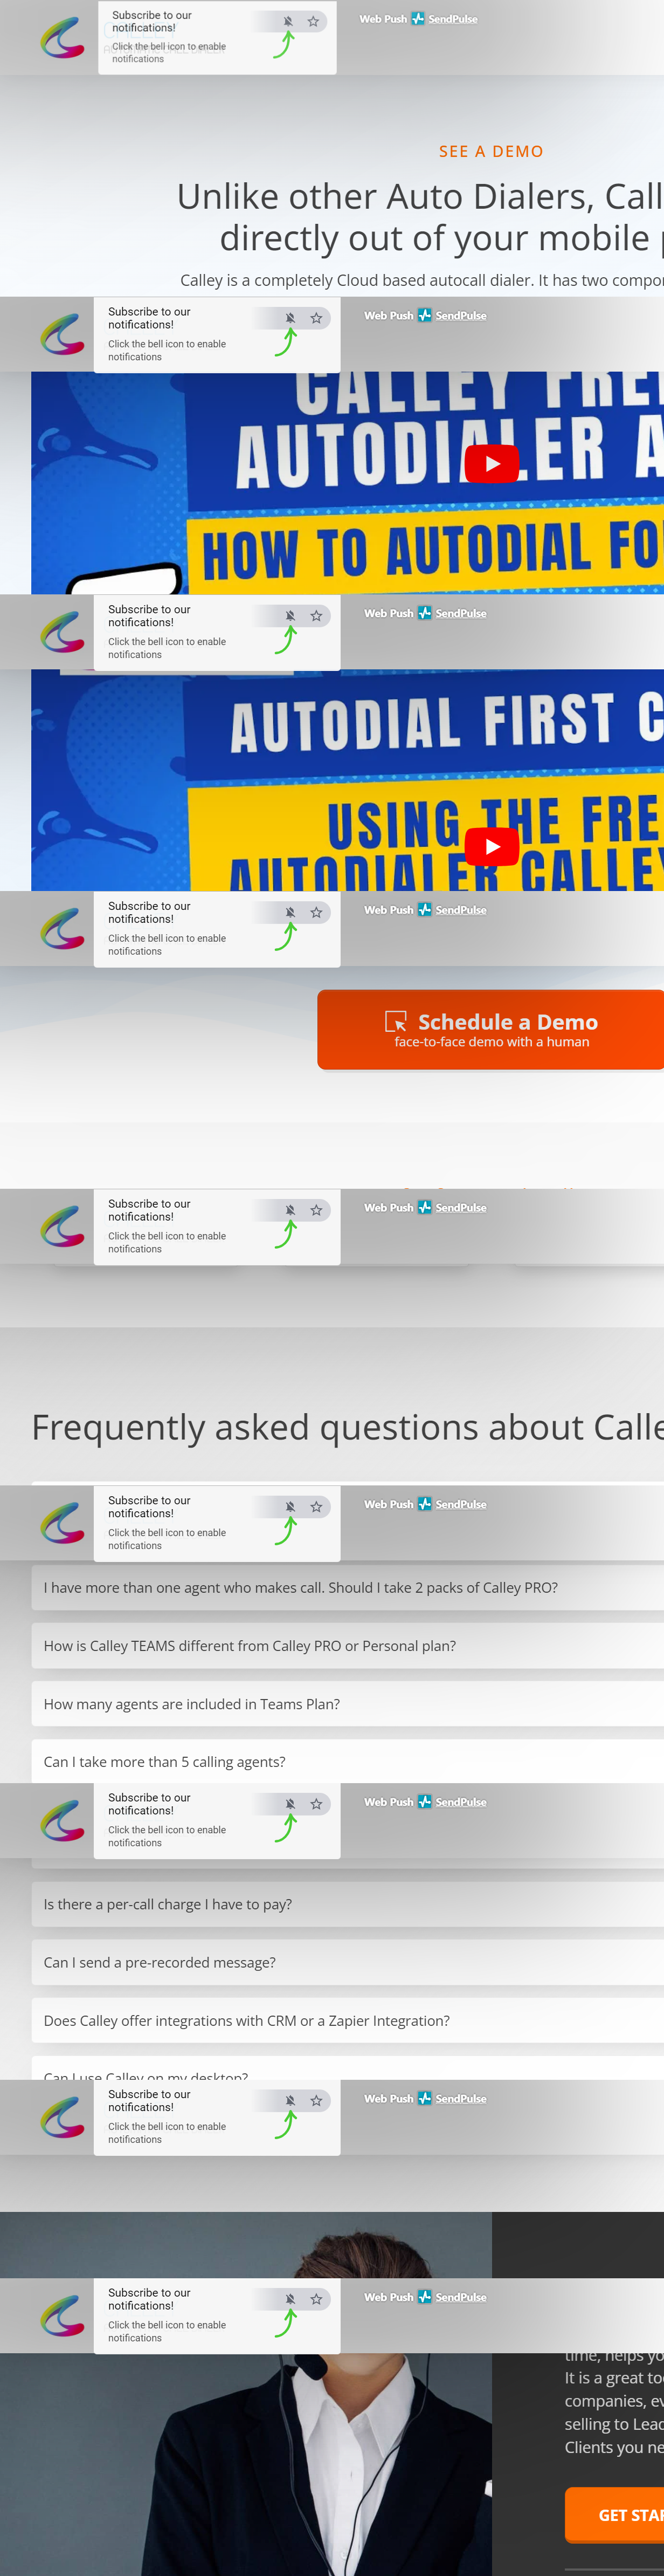 Subscribe to our
notifications!
Click the bell icon to enable
notifications
Web Push SendPulse
SEE A DEMO
Unlike other Auto Dialers, Call
directly out of your mobile
Calley is a completely Cloud based autocall dialer. It has two compo
Subscribe to our
notifications!
Click the bell icon to enable
notifications
Web Push SendPulse
CALLEY FRE
AUTODIALER A
HOW TO AUTODIAL FO
Subscribe to our
notifications!
Click the bell icon to enable
notifications
Web Push SendPulse
AUTODIAL FIRST C
USING THE FRE
AUTODIALER CALLEY
Subscribe to our
notifications!
Click the bell icon to enable
notifications
Web Push SendPulse
Schedule a Demo
face-to-face demo with a human
Subscribe to our
notifications!
Click the bell icon to enable
notifications
Web Push SendPulse
Frequently asked questions about Calle
Subscribe to our
notifications!
Click the bell icon to enable
notifications
Web Push SendPulse
I have more than one agent who makes call. Should I take 2 packs of Calley PRO?
How is Calley TEAMS different from Calley PRO or Personal plan?
How many agents are included in Teams Plan?
Can I take more than 5 calling agents?
Subscribe to our
notifications!
Click the bell icon to enable
notifications
Web Push SendPulse
Is there a per-call charge I have to pay?
Can I send a pre-recorded message?
Does Calley offer integrations with CRM or a Zapier Integration?
Can I use Calley on my desktop?
Subscribe to our
notifications!
Click the bell icon to enable
notifications
Web Push SendPulse
Subscribe to our
notifications!
Click the bell icon to enable
notifications
Web Push SendPulse
time, helps yo
It is a great to
companies, ev
selling to Lead
Clients you ne
GET STAR